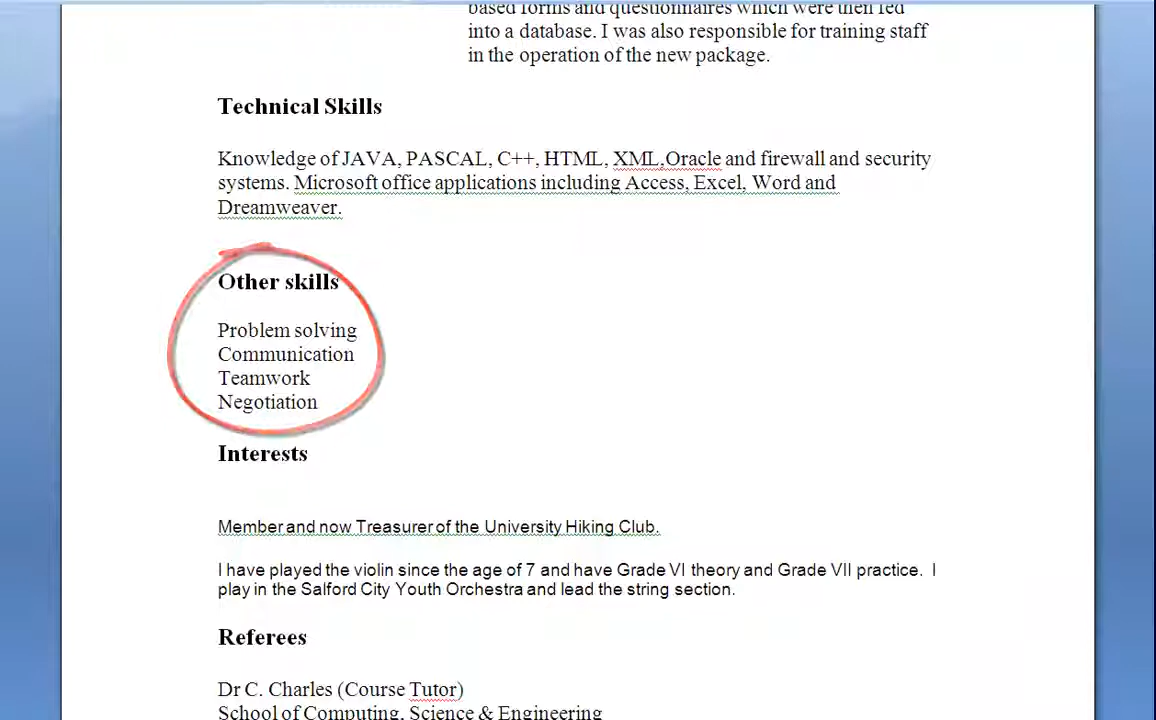 based forms and questionnaires which were then fed
into a database. I was also responsible for training staff
in the operation of the new package.
Technical Skills
Knowledge of JAVA, PASCAL, C++, HTML, XML,Oracle and firewall and security
systems. Microsoft office applications including Access, Excel, Word and
Dreamweaver.
Other skills
Problem solving
Communication
Teamwork
Negotiation
Interests
Member and now Treasurer of the University Hiking Club.
I have played the violin since the age of 7 and have Grade VI theory and Grade VII practice. I
play in the Salford City Youth Orchestra and lead the string section.
Referees
Dr C. Charles (Course Tutor)
School of Computing, Science & Engineering